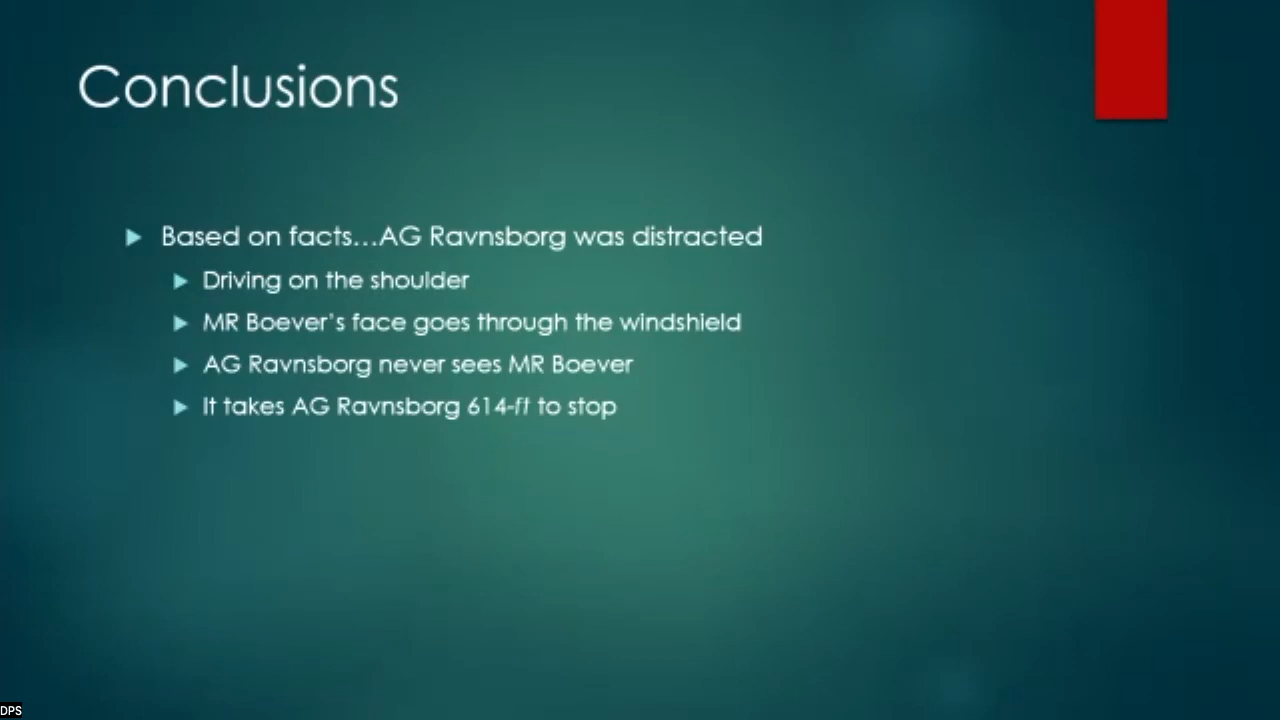 Conclusions
Based on facts...AG Ravnsborg was distracted
Driving on the shoulder
MR Boever's face goes through the windshield
AG Ravnsborg never sees MR Boever
It takes AG Ravnsborg 614-ft to stop
DPS